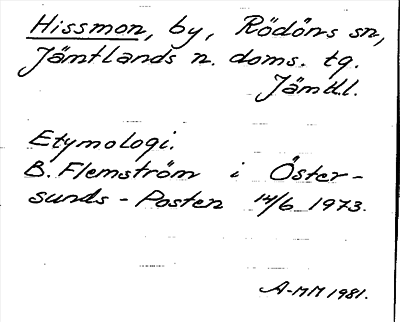 Hissmon, by, Rödöns sn,
Jämtlands n. doms. tg.
Jämtl.
Etymologi.
B. Flemström i Öster-
sunds-Posten 14/6 1973.
A-MM 1981.